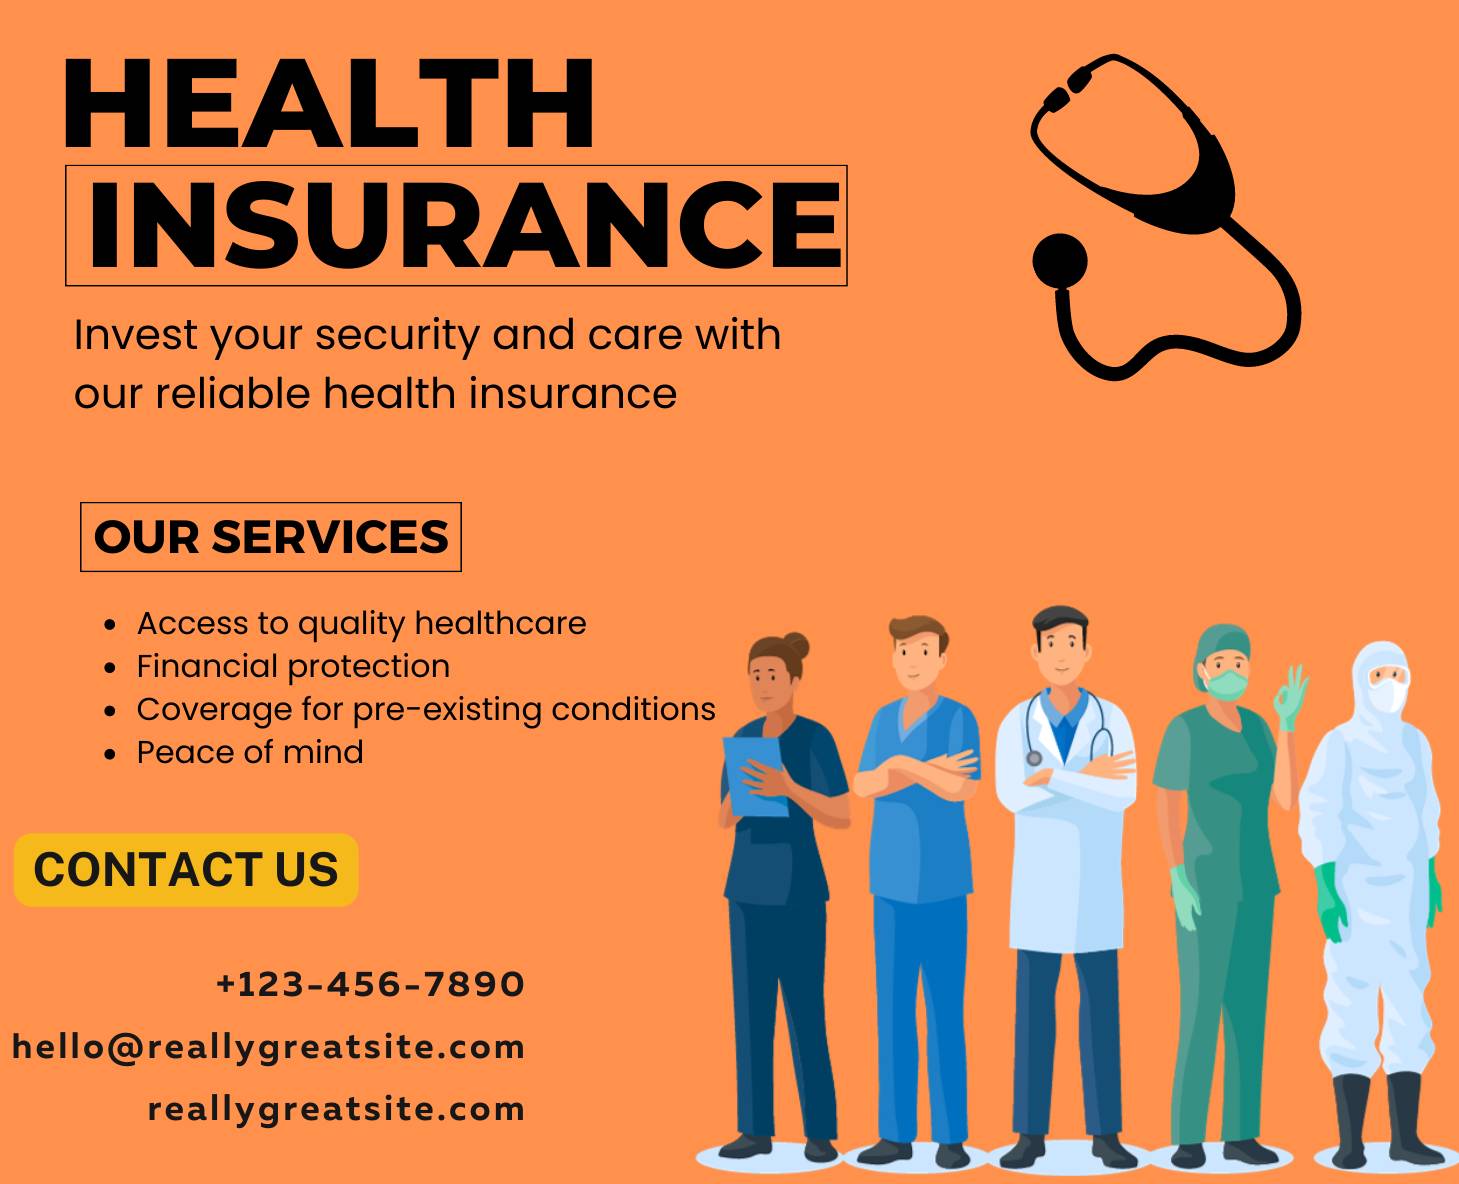 HEALTH
INSURANCE
Invest your security and care with
our reliable health insurance
OUR SERVICES
• Access to quality healthcare
• Financial protection
• Coverage for pre-existing conditions
• Peace of mind
CONTACT US
+123-456-7890
hello@reallygreatsite.com
reallygreatsite.com